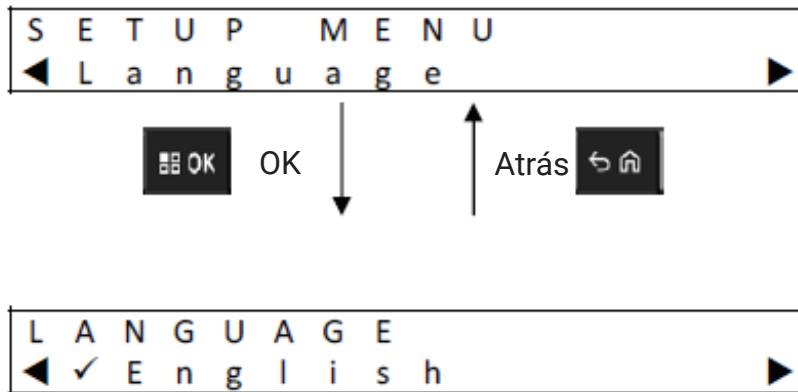 SETUP MENU
◀ Language ▶
OK OK Atrás
LANGUAGE
◀ ✓ English ▶